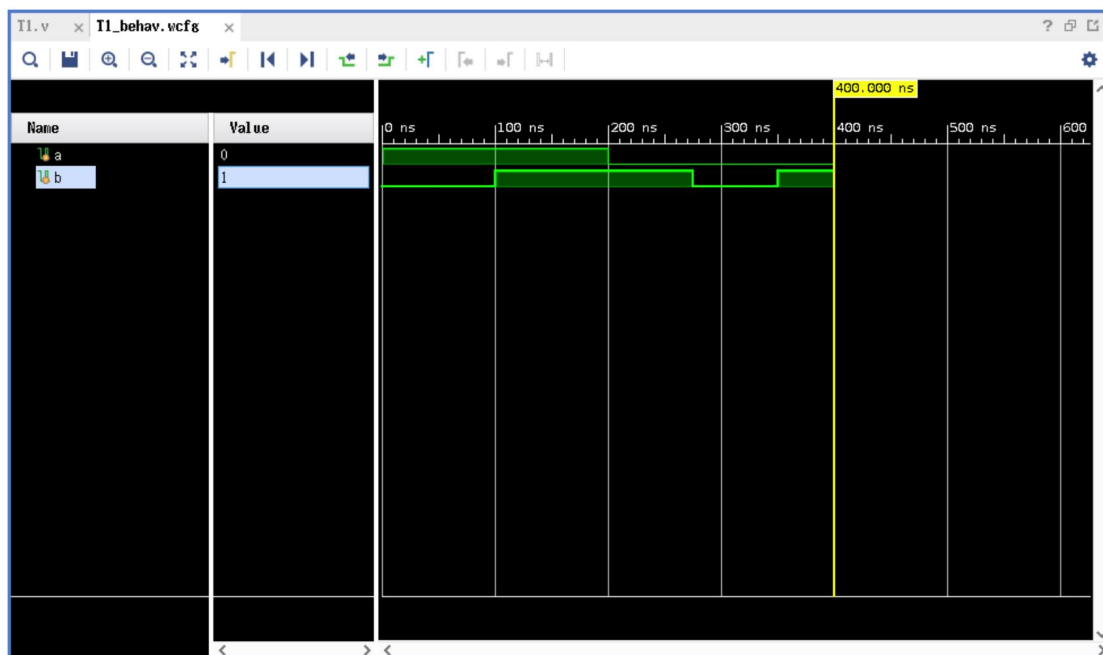 T1.v × T1_behav.wcfg × ?
400.000 ns
Name Value 0 ns 100 ns 200 ns 300 ns 400 ns 500 ns 600
a 0
b 1